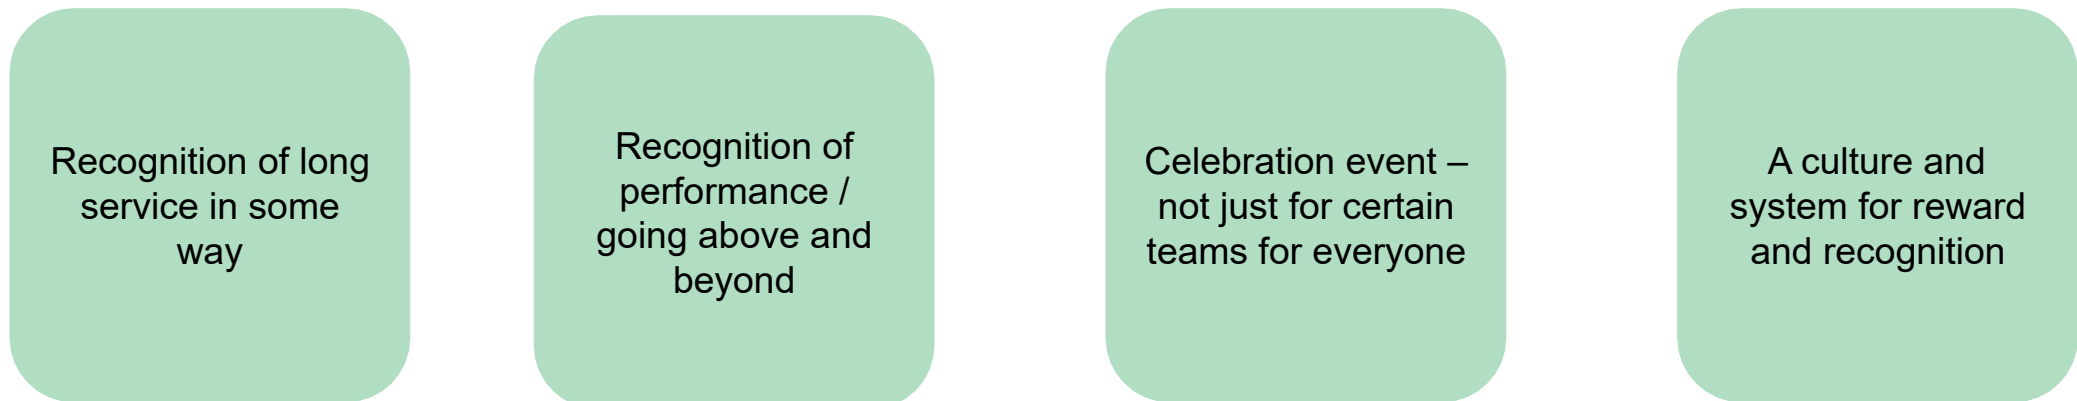 Recognition of long
service in some
way
Recognition of
performance /
going above and
beyond
Celebration event –
not just for certain
teams for everyone
A culture and
system for reward
and recognition